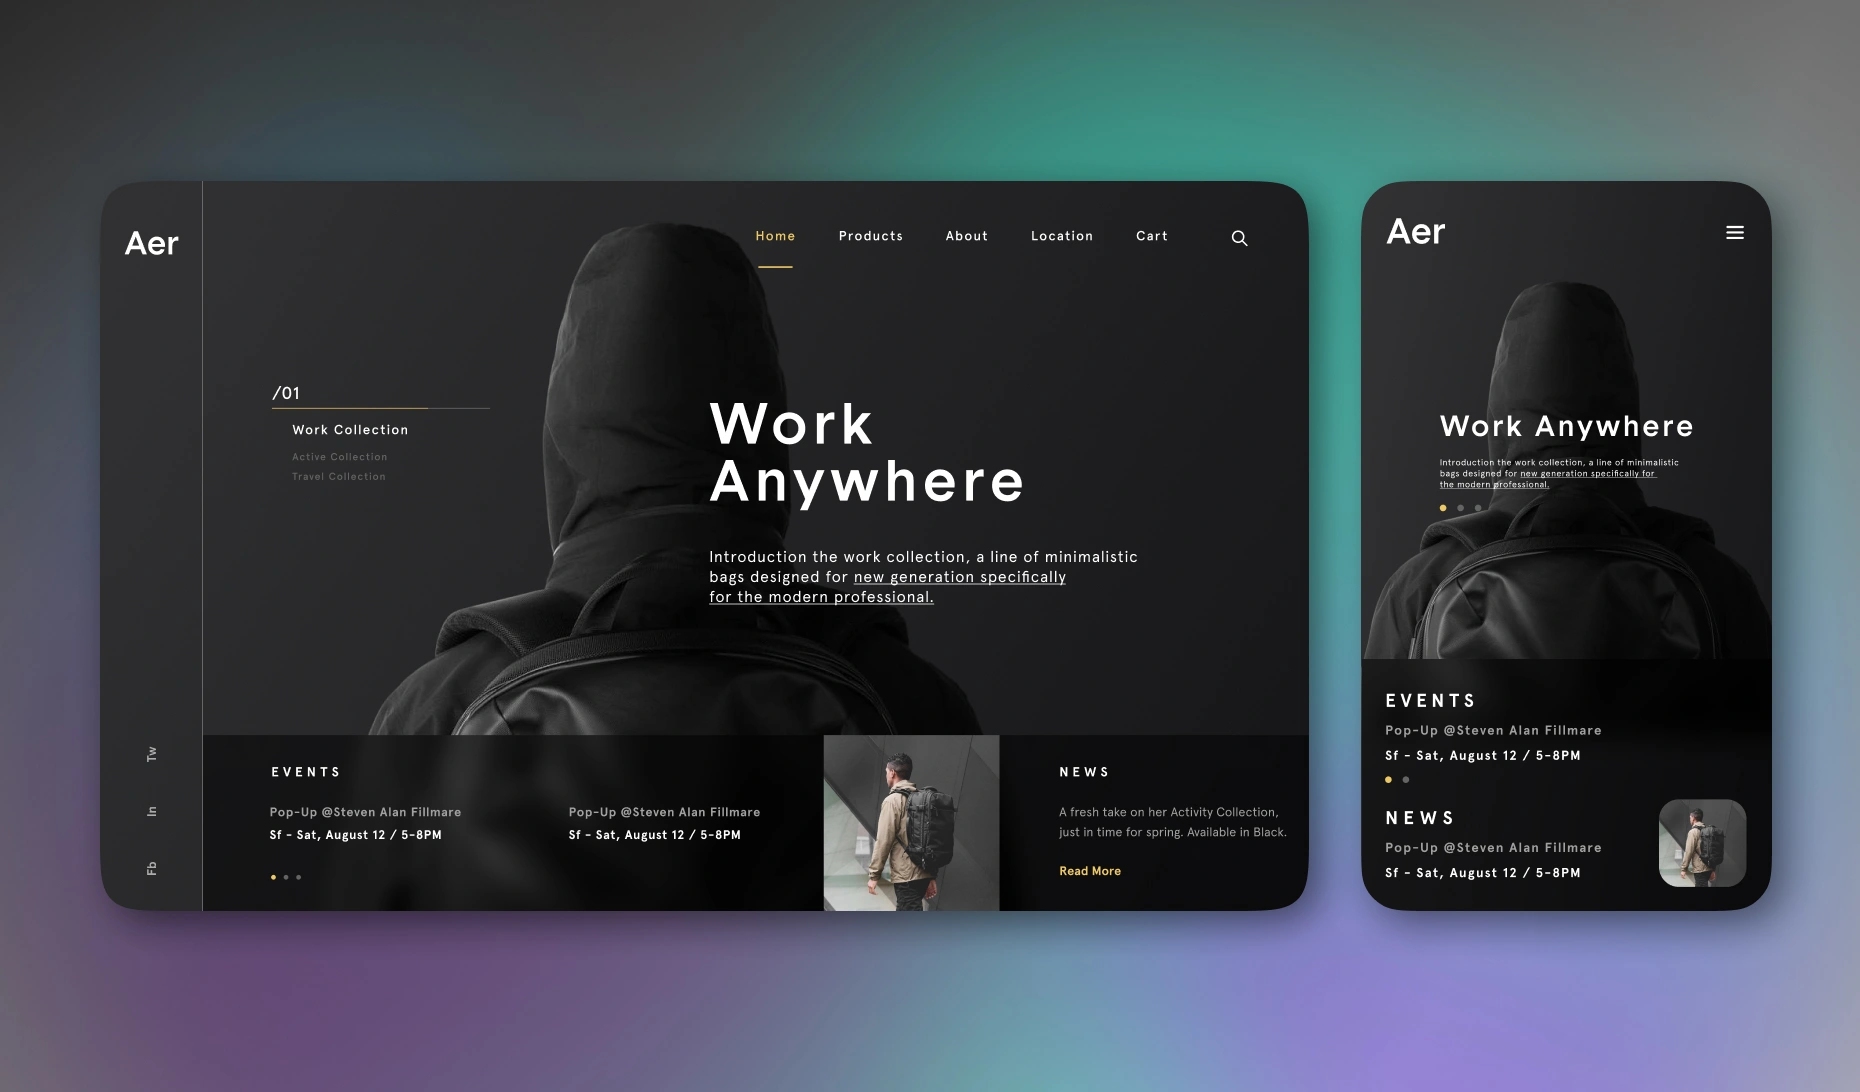 Aer
Home Products About Location Cart
/01
Work Collection
Active Collection
Travel Collection
Work
Anywhere
Introduction the work collection, a line of minimalistic
bags designed for new generation specifically
for the modern professional.
Tw
In
Fb
EVENTS
Pop-Up @Steven Alan Fillmare
Sf - Sat, August 12 / 5-8PM
Pop-Up @Steven Alan Fillmare
Sf - Sat, August 12 / 5-8PM
NEWS
A fresh take on her Activity Collection,
just in time for spring. Available in Black.
Read More
Aer
Work Anywhere
Introduction the work collection, a line of minimalistic
bags designed for new generation specifically for
the modern professional.
EVENTS
Pop-Up @Steven Alan Fillmare
Sf - Sat, August 12 / 5-8PM
NEWS
Pop-Up @Steven Alan Fillmare
Sf - Sat, August 12 / 5-8PM